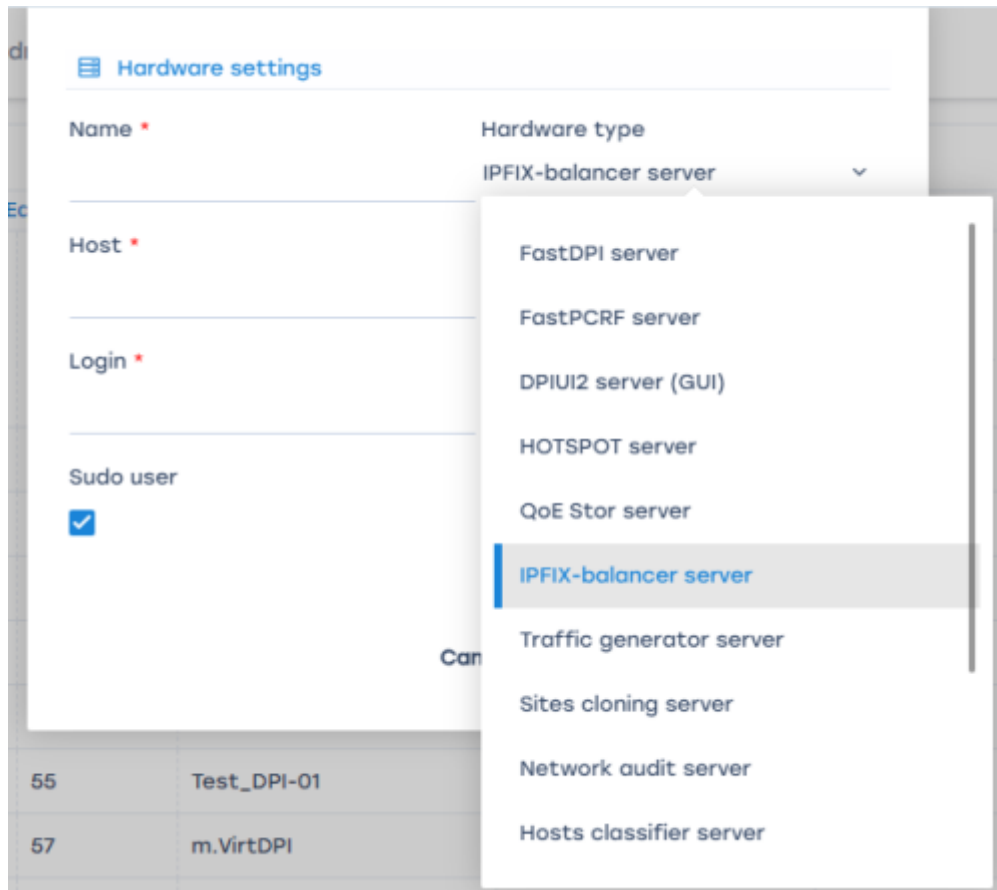 Hardware settings
Name *
Hardware type
IPFIX-balancer server
Host *
Login *
Sudo user
FastDPI server
FastPCRF server
DPIUI2 server (GUI)
HOTSPOT server
QoE Stor server
IPFIX-balancer server
Traffic generator server
Sites cloning server
Network audit server
Hosts classifier server
55 Test_DPI-01
57 m.VirtDPI